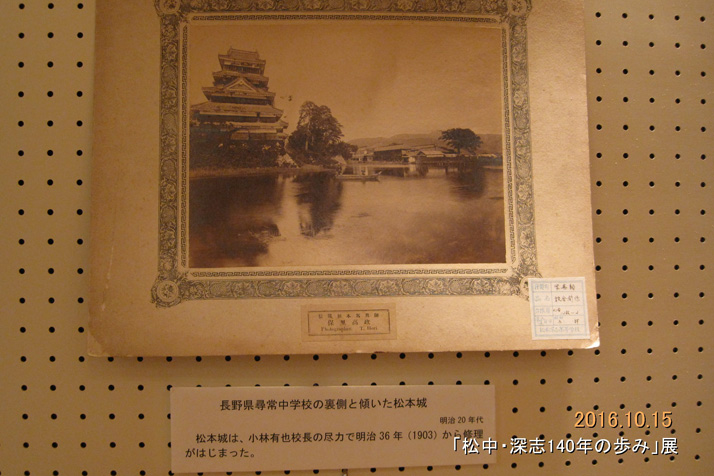 Photographer
長野県尋常中学校の裏側と傾いた松本城
明治20年代
松本城は、小林有也校長の尽力で明治36年（1903）から修理
がはじまった。
2016.10.15
「松中・深志140年の歩み」展